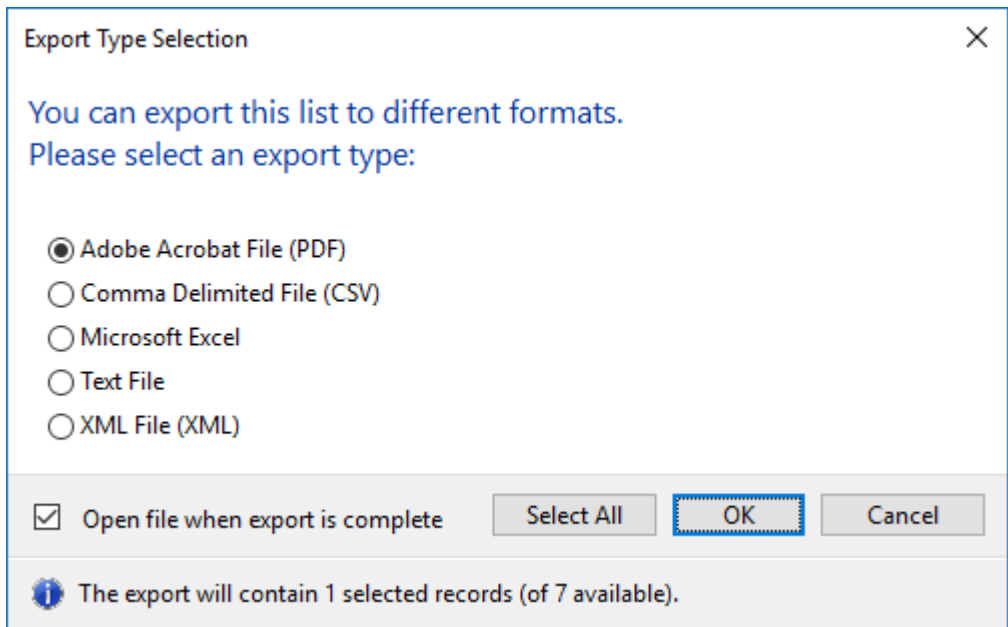 Export Type Selection
You can export this list to different formats.
Please select an export type:
Adobe Acrobat File (PDF)
Comma Delimited File (CSV)
Microsoft Excel
Text File
XML File (XML)
Open file when export is complete
Select All
OK
Cancel
The export will contain 1 selected records (of 7 available).